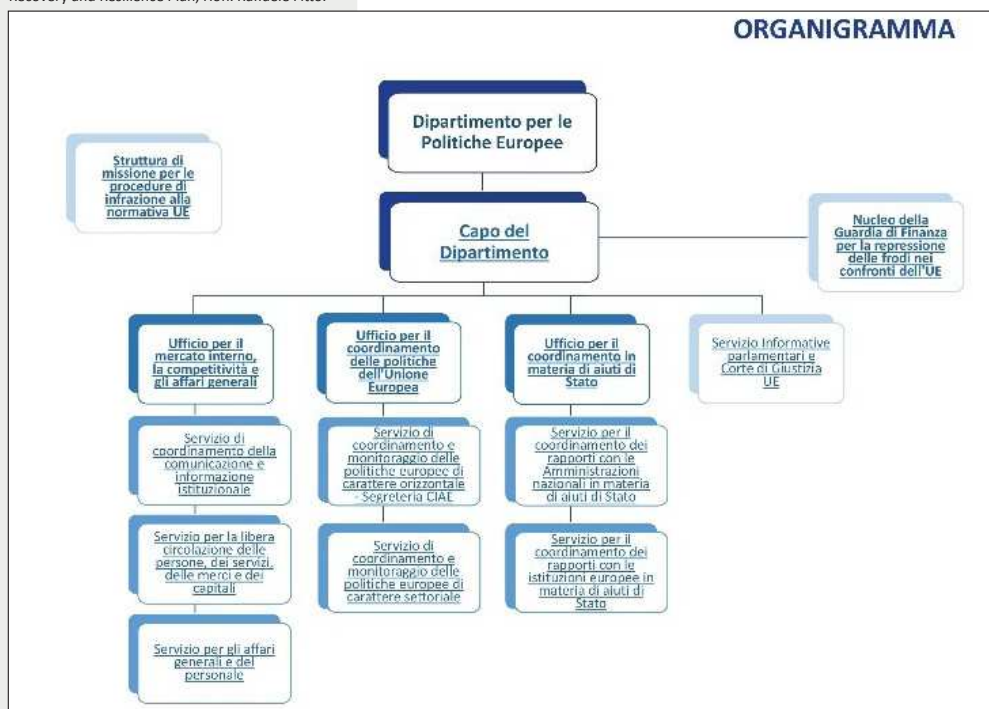 ORGANIGRAMMA
Dipartimento per le
Politiche Europee
Struttura di
missione per le
procedure di
infrazione alla
normativa UE
Capo del
Dipartimento
Nucleo della
Guardia di Finanza
per la repressione
delle frodi nei
confronti dell'UE
Ufficio per il
mercato interno,
la competitività e
gli affari generali
Ufficio per il
coordinamento
delle politiche
dell'Unione
Europea
Ufficio per il
coordinamento in
materia di aiuti di
Stato
Servizio Informative
parlamentari e
Corte di Giustizia
UE
Servizio di
coordinamento della
comunicazione e
informazione
istituzionale
Servizio di
coordinamento e
monitoraggio delle
politiche europee di
carattere orizzontale
- Segreteria CIAE
Servizio per il
coordinamento dei
rapporti con le
Amministrazioni
nazionali in materia
di aiuti di Stato
Servizio per la libera
circolazione delle
persone, dei servizi,
delle merci e dei
capitali
Servizio di
coordinamento e
monitoraggio delle
politiche europee di
carattere settoriale
Servizio per il
coordinamento dei
rapporti con le
istituzioni europee in
materia di aiuti di
Stato
Servizio per gli affari
generali e del
personale